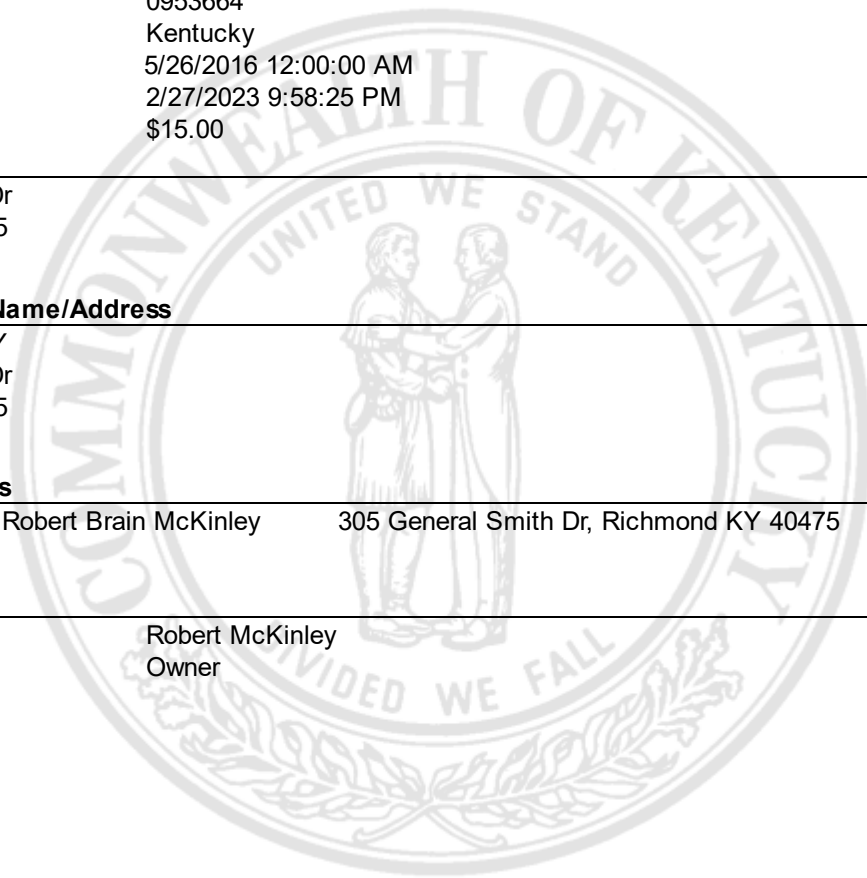 0953664
Kentucky
5/26/2016 12:00:00 AM
2/27/2023 9:58:25 PM
$15.00
Dr
5
Name/Address
Y
Dr
5
s
Robert Brain McKinley 305 General Smith Dr, Richmond KY 40475
Robert McKinley
Owner
COMMONWEALTH OF KENTUCKY
UNITED WE STAND
DIVIDED WE FALL